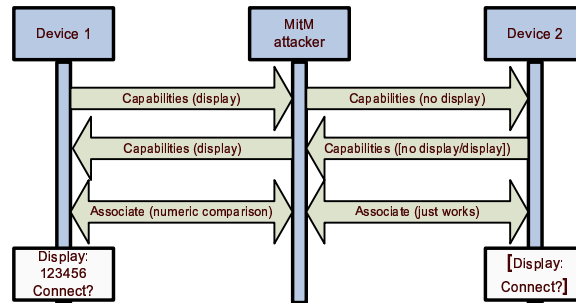 Device 1
MitM
attacker
Device 2
Capabilities (display)
Capabilities (no display)
Capabilities (display)
Capabilities ([no display/display])
Associate (numeric comparison)
Associate (just works)
Display:
123456
Connect?
[Display:
Connect?]